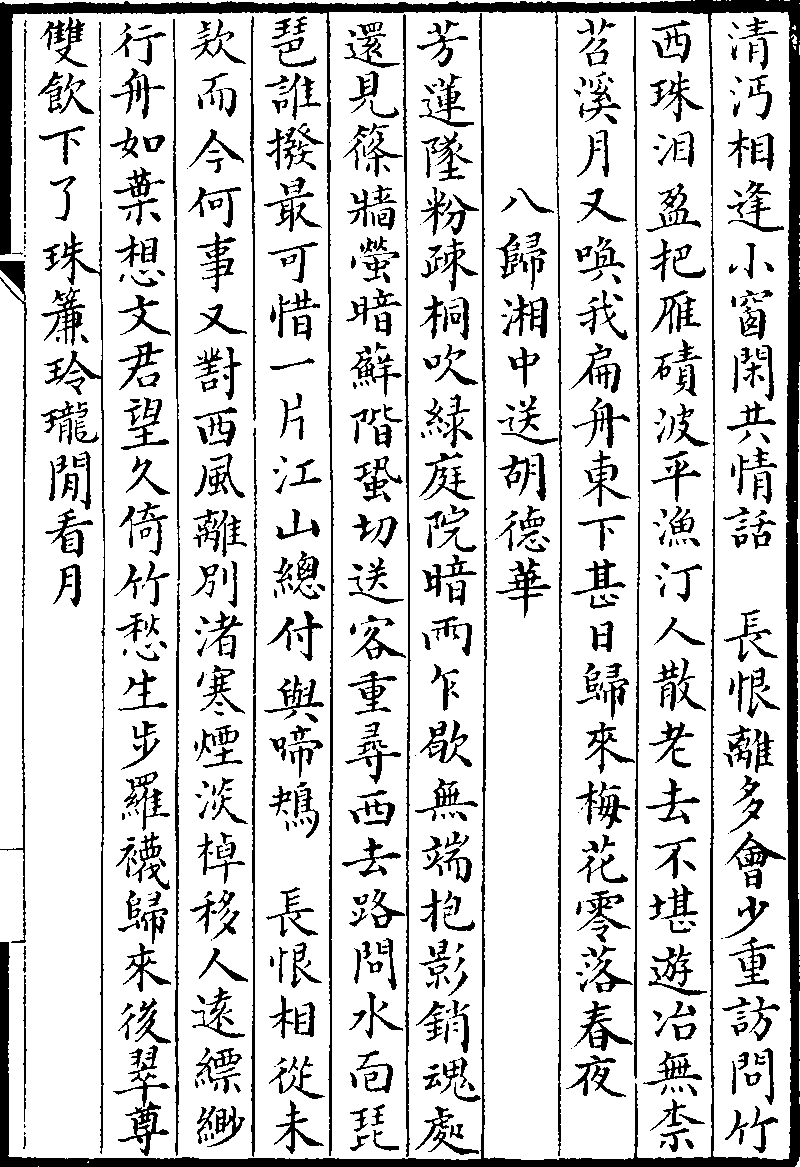 清沔相逢小窗閑共情話　長恨離多會少重訪問竹
西珠泪盈把雁磧波平漁汀人散老去不堪遊冶無柰
苕溪月又喚我扁舟東下甚日歸來梅花零落春夜
八歸湘中送胡德華
芳蓮墜粉疎桐吹緑庭院暗雨乍歇無端抱影銷魂處
還見篠牆螢暗蘚階蛩切送客重尋西去路問水面琵
琶誰撥最可惜一片江山總付與啼鴂　長恨相從未
欵而今何事又對西風離別渚寒煙淡棹移人遠縹緲
行舟如葉想文君望久倚竹愁生步羅襪歸來後翠尊
雙飲下了珠簾玲瓏閒看月